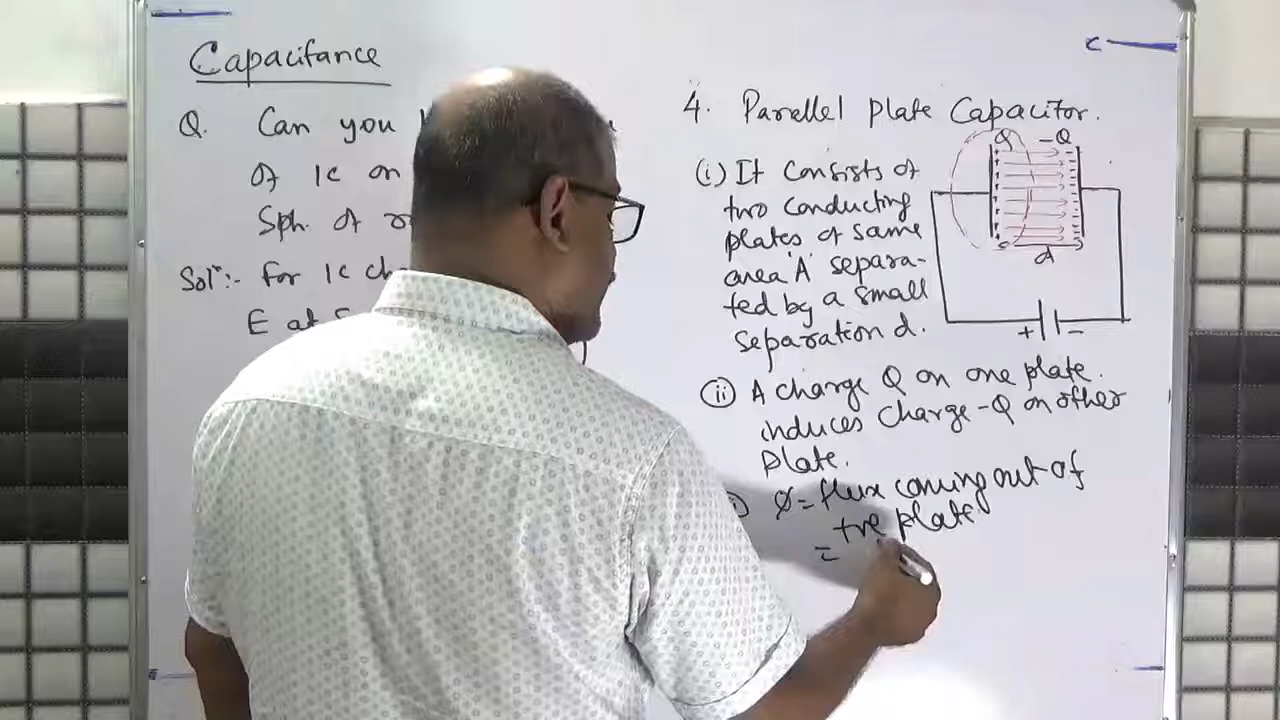 Capacitance
Q. Can you
Of 1c on
Sph. Of
Solⁿ:- for 1c ch
E at
c
4. Parellel Plate Capacitor.
Q -Q
(i) It Consists of
two conducting
plates of same
area 'A' separa-
ted by a small
separation d.
d
+ -
(ii) A charge Q on one plate.
induces charge -Q on other
plate.
Ø = flux coming out of
+ve plate
=